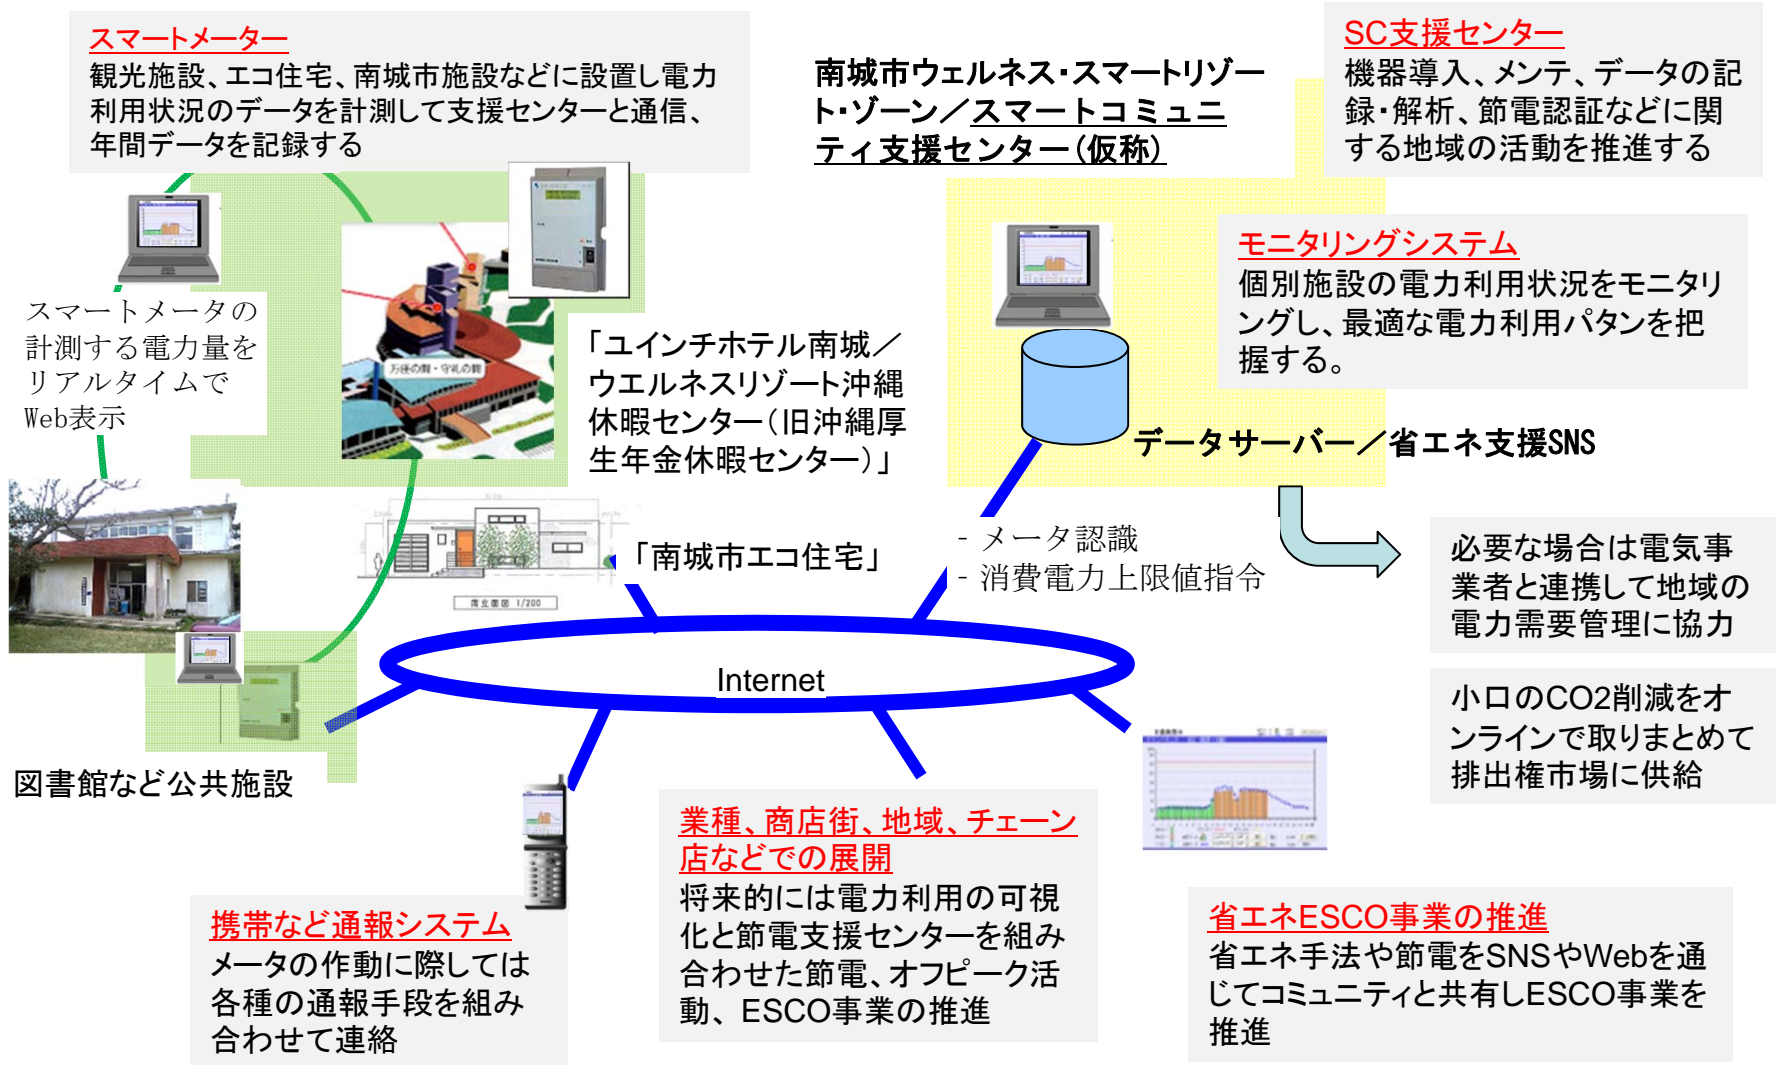 スマートメーター
観光施設、エコ住宅、南城市施設などに設置し電力
利用状況のデータを計測して支援センターと通信、
年間データを記録する
南城市ウェルネス・スマートリゾー
ト・ゾーン／スマートコミュニ
ティ支援センター（仮称）
SC支援センター
機器導入、メンテ、データの記
録・解析、節電認証などに関
する地域の活動を推進する
モニタリングシステム
個別施設の電力利用状況をモニタリ
ングし、最適な電力利用パタンを把
握する。
スマートメータの
計測する電力量を
リアルタイムで
Web表示
万座の間・守礼の間
「ユインチホテル南城／
ウエルネスリゾート沖縄
休暇センター（旧沖縄厚
生年金休暇センター）」
データサーバー／省エネ支援SNS
「南城市エコ住宅」
- メータ認識
- 消費電力上限値指令
必要な場合は電気事
業者と連携して地域の
電力需要管理に協力
立面図 1/200
Internet
小口のCO2削減をオ
ンラインで取りまとめて
排出権市場に供給
図書館など公共施設
業種、商店街、地域、チェーン
店などでの展開
将来的には電力利用の可視
化と節電支援センターを組み
合わせた節電、オフピーク活
動、ESCO事業の推進
携帯など通報システム
メータの作動に際しては
各種の通報手段を組み
合わせて連絡
省エネESCO事業の推進
省エネ手法や節電をSNSやWebを通
じてコミュニティと共有しESCO事業を
推進